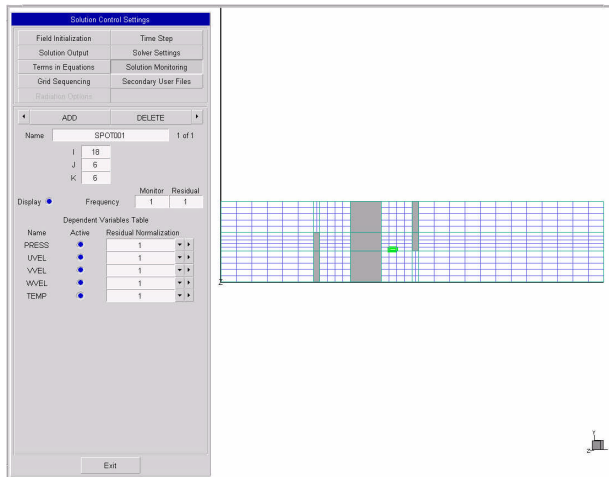 Solution Control Settings
Field Initialization Time Step
Solution Output Solver Settings
Terms in Equations Solution Monitoring
Grid Sequencing Secondary User Files
Radiation Options
ADD DELETE
Name SPOT001 1 of 1
I 18
J 6
K 6
Monitor Residual
Display Frequency 1 1
Dependent Variables Table
Name Active Residual Normalization
PRESS 1
UVEL 1
VVEL 1
WVEL 1
TEMP 1
Exit
Z
Y
Z